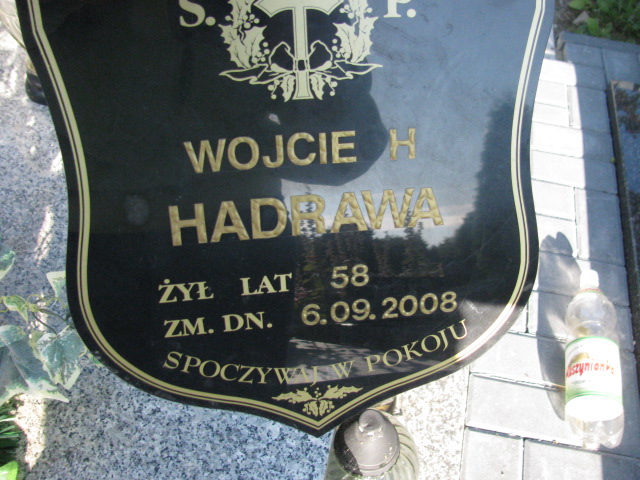 S. P.
WOJCIE H
HADRAWA
ŻYŁ LAT 58
ZM. DN. 6.09.2008
SPOCZYWAJ W POKOJU